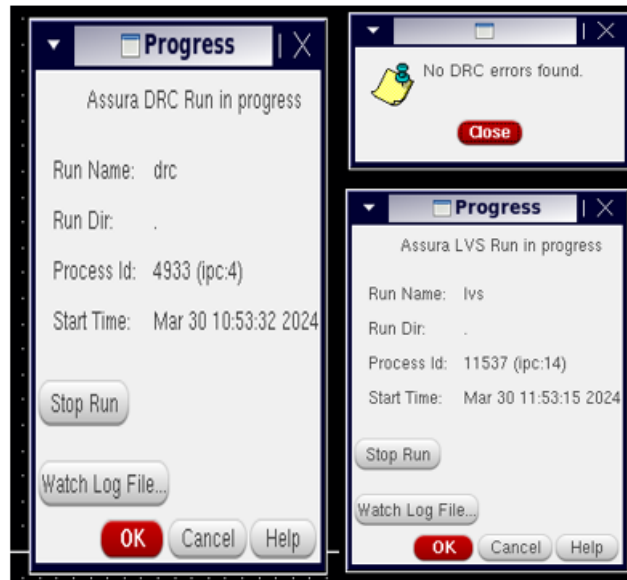 Progress
Assura DRC Run in progress
Run Name: drc
Run Dir: .
Process Id: 4933 (ipc:4)
Start Time: Mar 30 10:53:32 2024
Stop Run
Watch Log File...
OK Cancel Help
No DRC errors found.
Close
Progress
Assura LVS Run in progress
Run Name: lvs
Run Dir: .
Process Id: 11537 (ipc:14)
Start Time: Mar 30 11:53:15 2024
Stop Run
Watch Log File...
OK Cancel Help